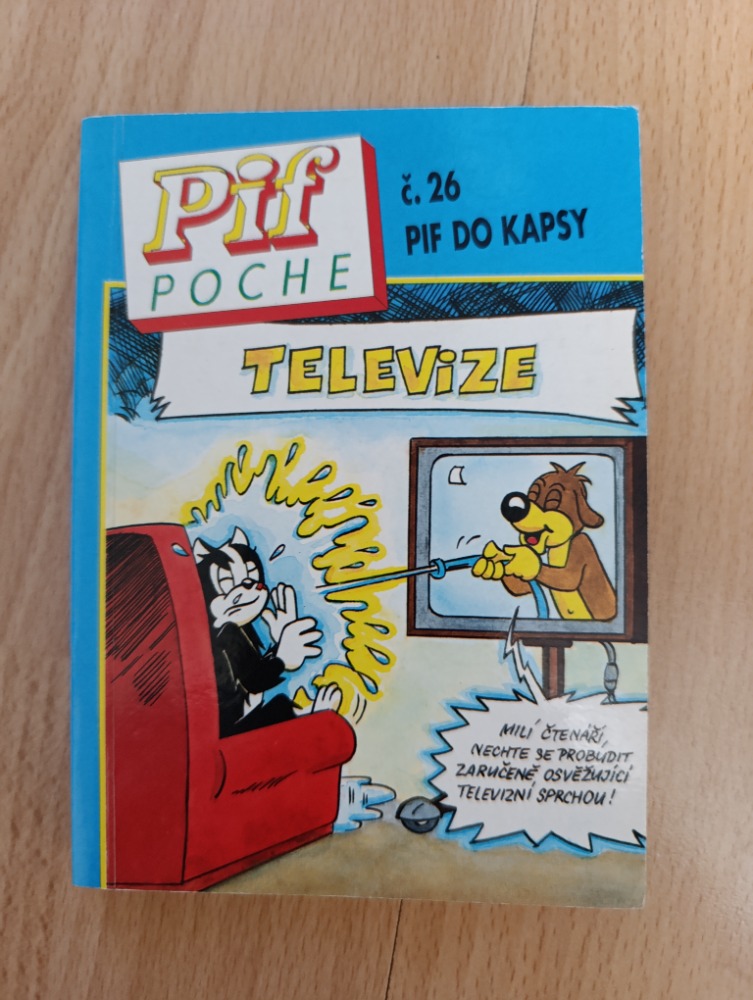 Pif
POCHE
č. 26
PIF DO KAPSY
TELEViZE
MILÍ ČTENÁŘI,
NECHTE SE PROBUDIT
ZARUČENĚ OSVĚŽUJÍCÍ
TELEVIZNÍ SPRCHOU!